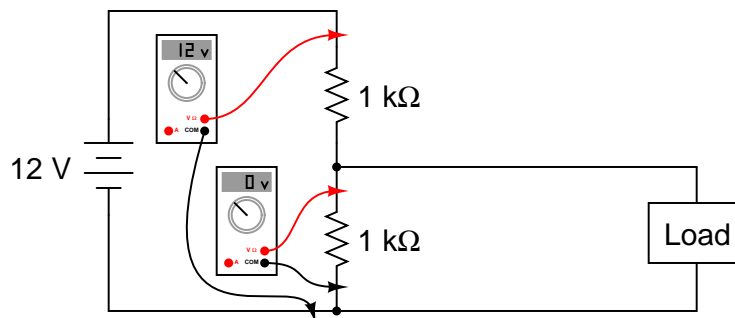 12 v
V Ω
A COM
1 kΩ
12 V
0 v
V Ω
A COM
1 kΩ
Load